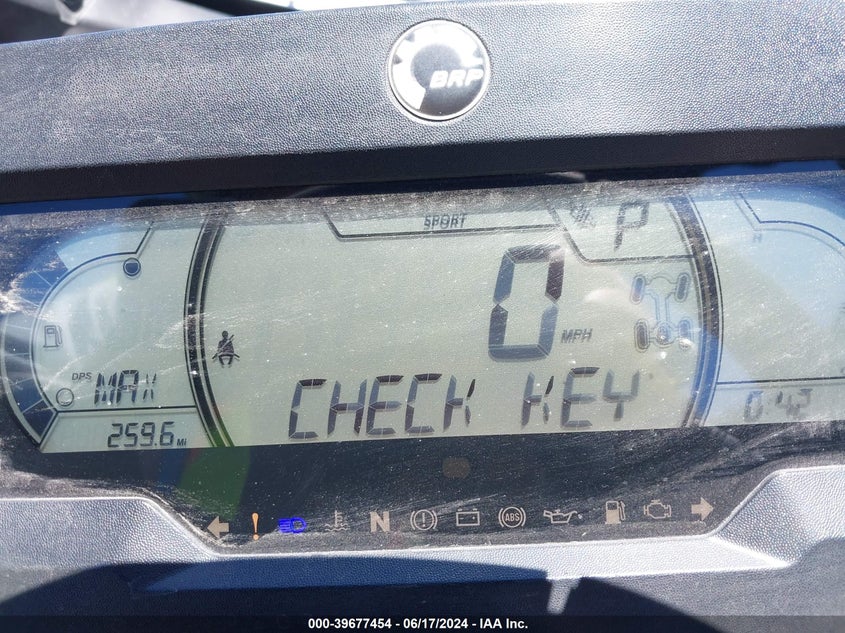 BRP
SPORT
P
0
MPH
H
DPS MAX
CHECK KEY
259.6 Mi
0:42
! N ABS
000-39677454 - 06/17/2024 - IAA Inc.